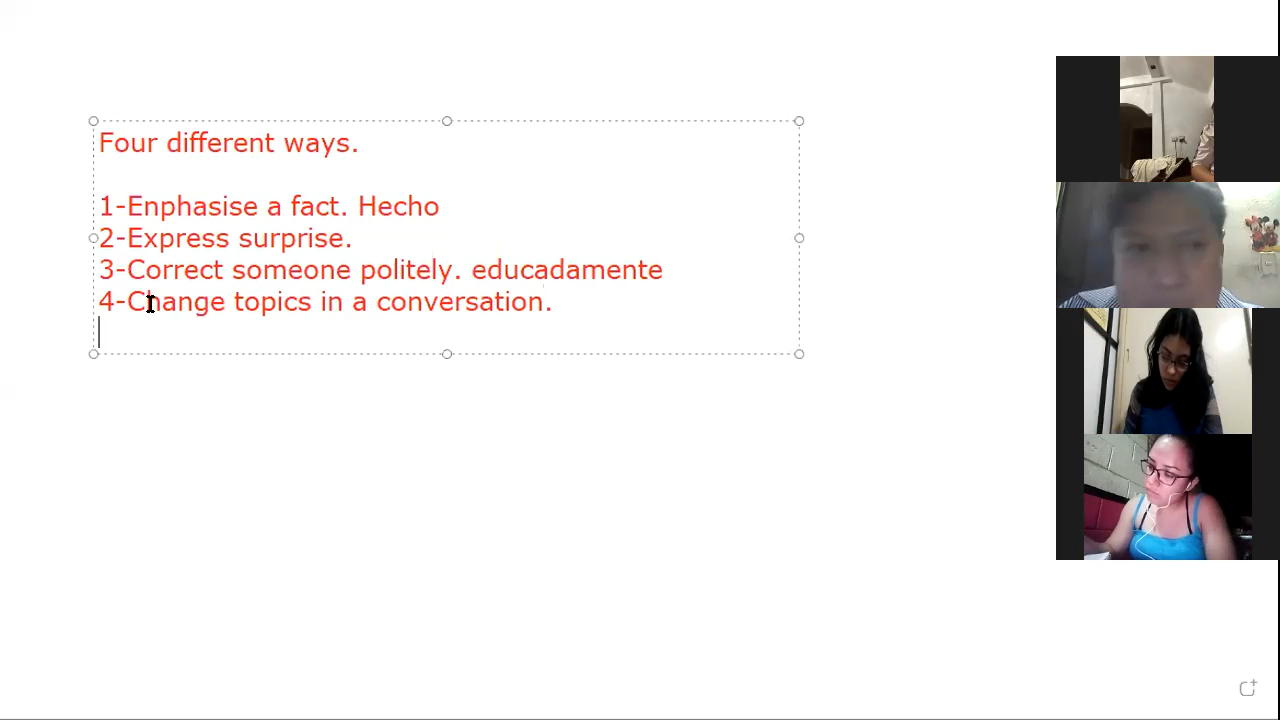 Four different ways.
1-Enphasise a fact. Hecho
2-Express surprise.
3-Correct someone politely. educadamente
4-Change topics in a conversation.